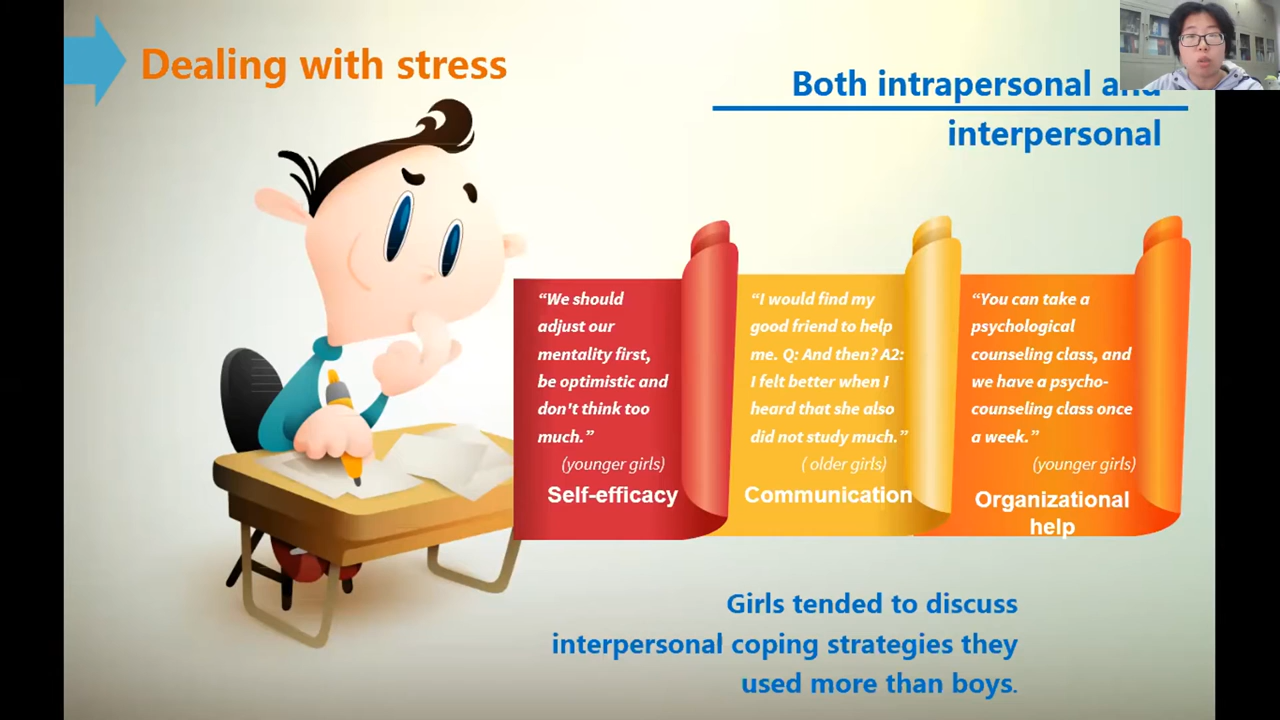 Dealing with stress
Both intrapersonal and
interpersonal
“We should
adjust our
mentality first,
be optimistic and
don't think too
much.”
(younger girls)
Self-efficacy
“I would find my
good friend to help
me. Q: And then? A2:
I felt better when I
heard that she also
did not study much.”
( older girls)
Communication
“You can take a
psychological
counseling class, and
we have a psycho-
counseling class once
a week.”
(younger girls)
Organizational
help
Girls tended to discuss
interpersonal coping strategies they
used more than boys.